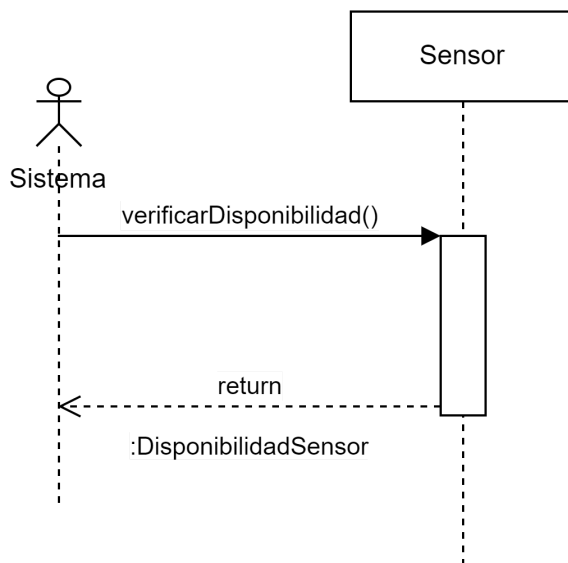 Sensor
Sistema
verificarDisponibilidad()
return
:DisponibilidadSensor